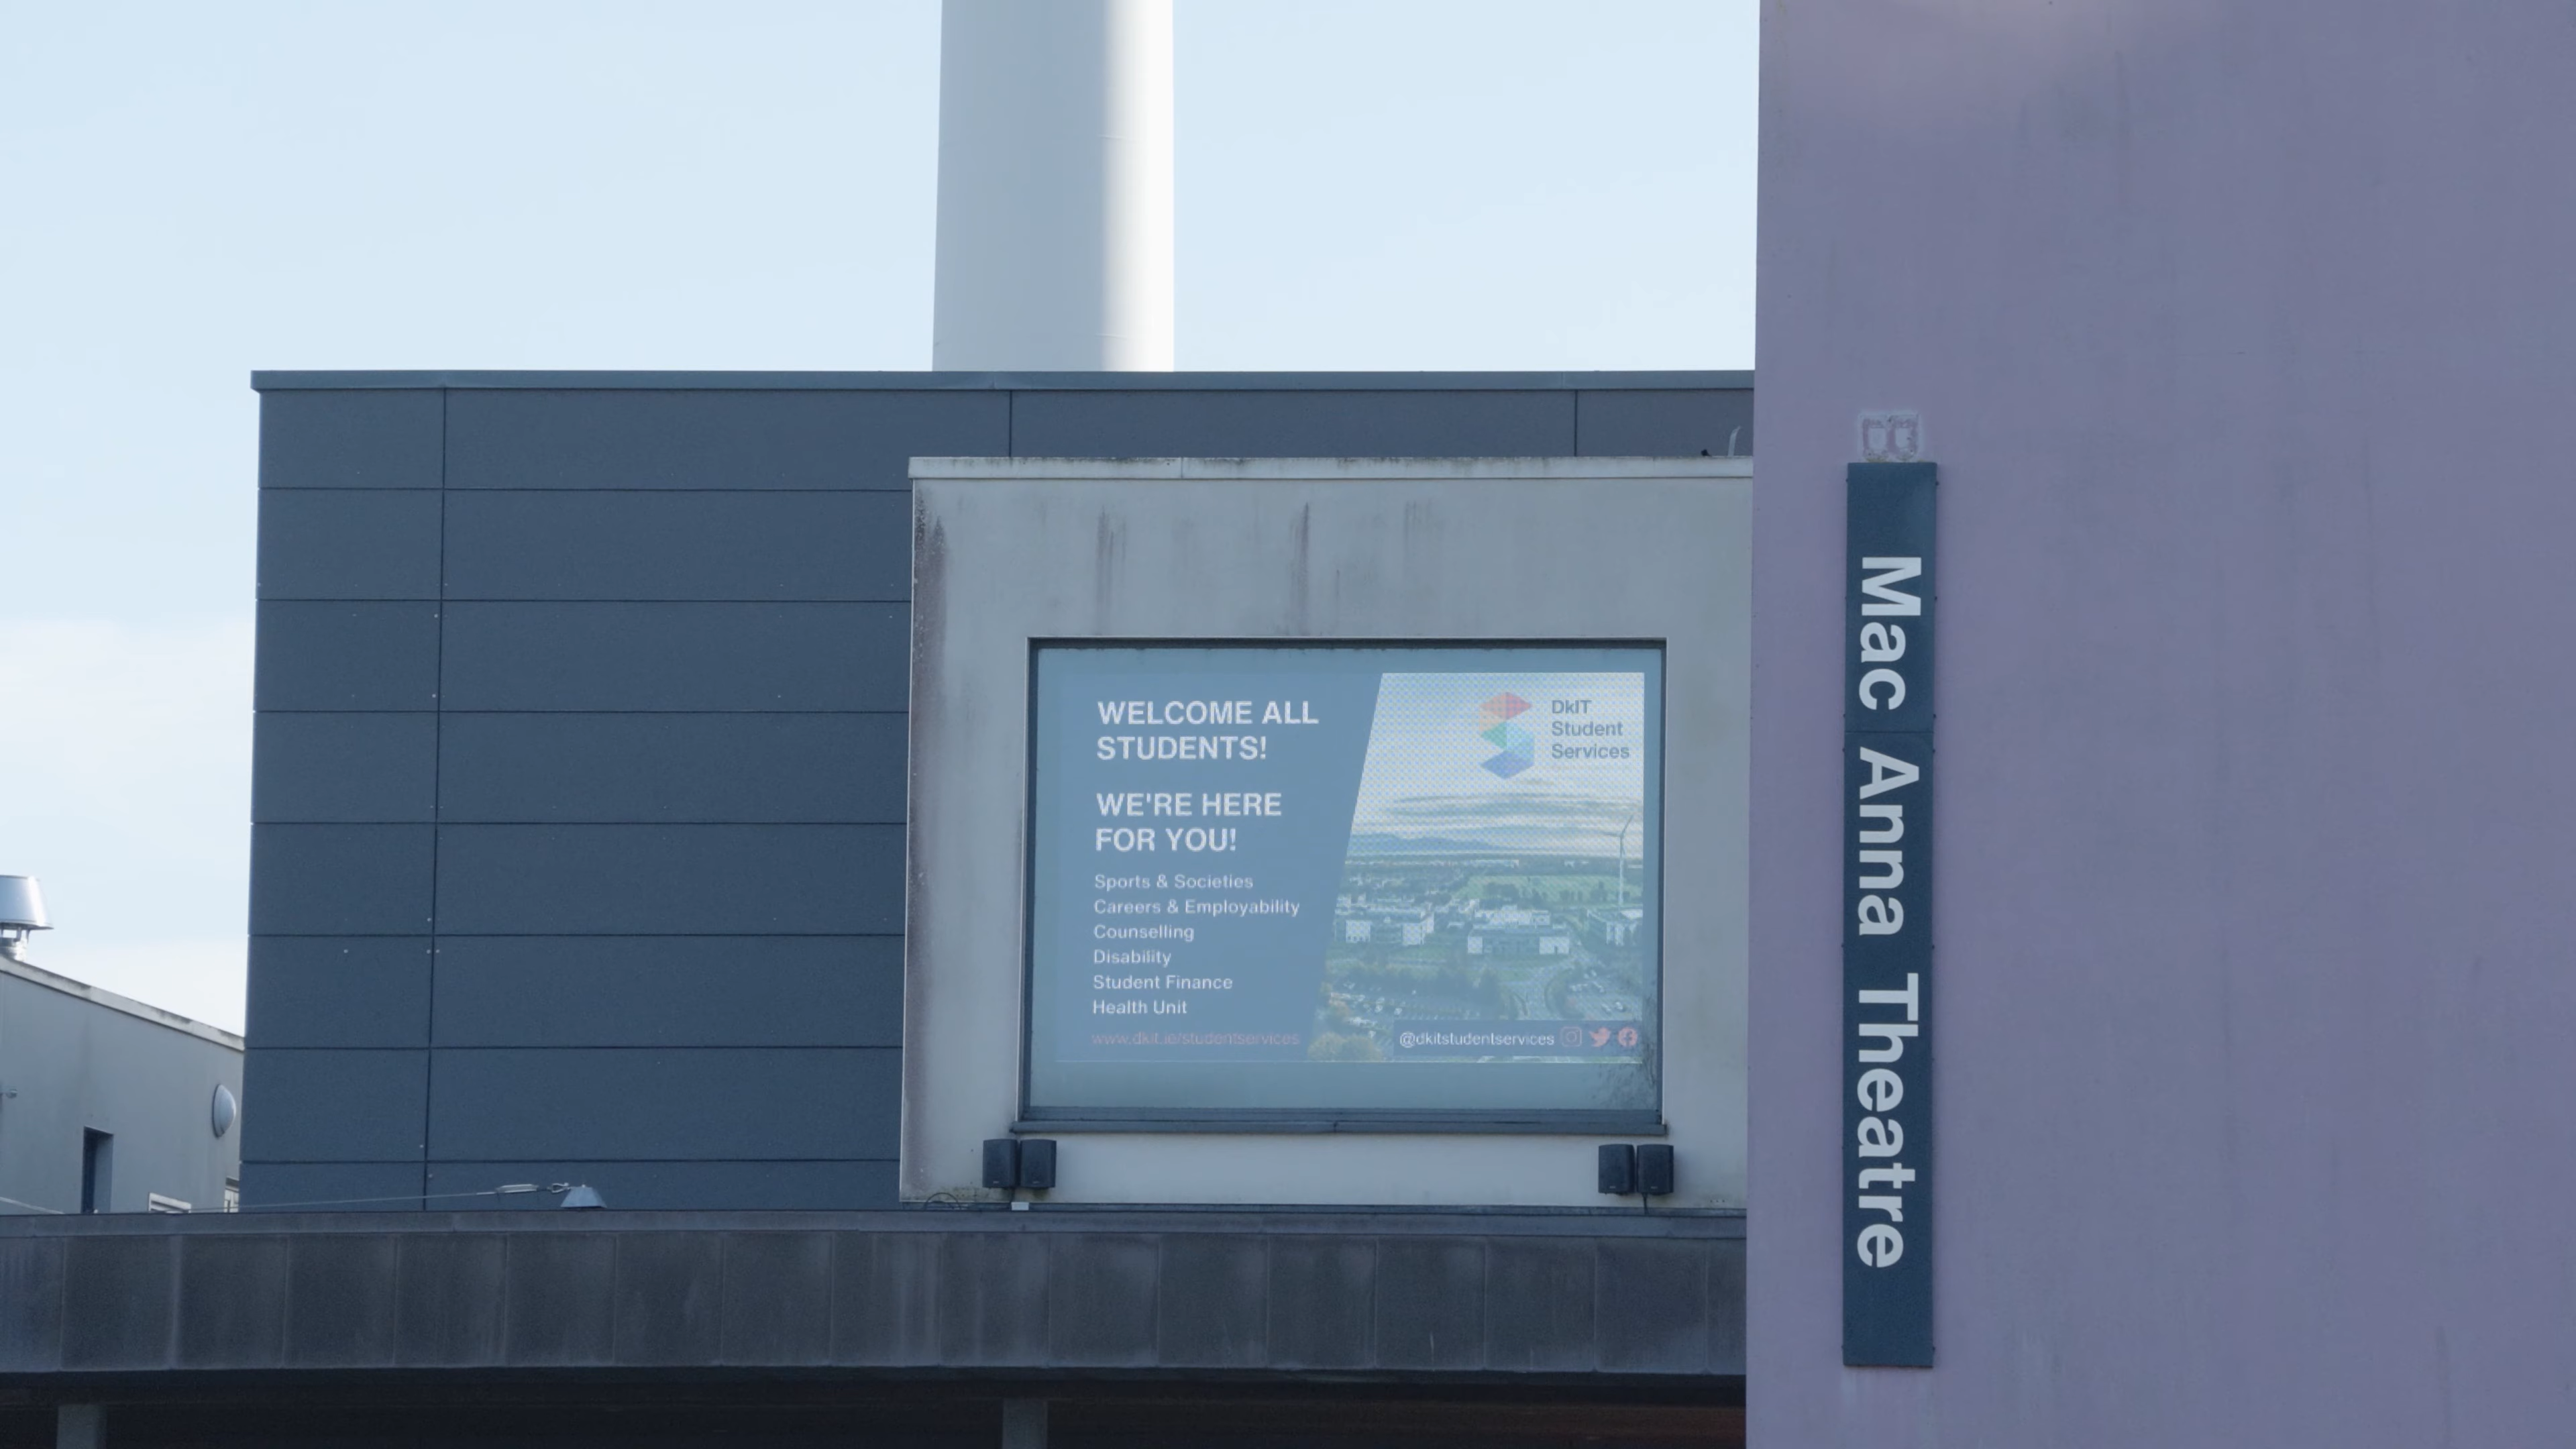 WELCOME ALL
STUDENTS!
WE'RE HERE
FOR YOU!
Sports & Societies
Careers & Employability
Counselling
Disability
Student Finance
Health Unit
www.dkit.ie/studentservices
DkIT
Student
Services
@dkitstudentservices
B
Mac Anna Theatre